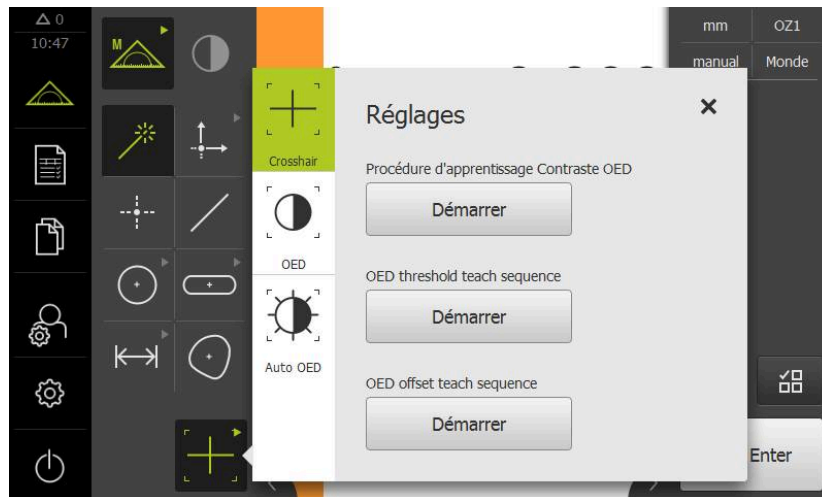 0
10:47
M
mm
OZ1
manual
Monde
Crosshair
OED
Auto OED
Réglages
Procédure d'apprentissage Contraste OED
Démarrer
OED threshold teach sequence
Démarrer
OED offset teach sequence
Démarrer
Enter